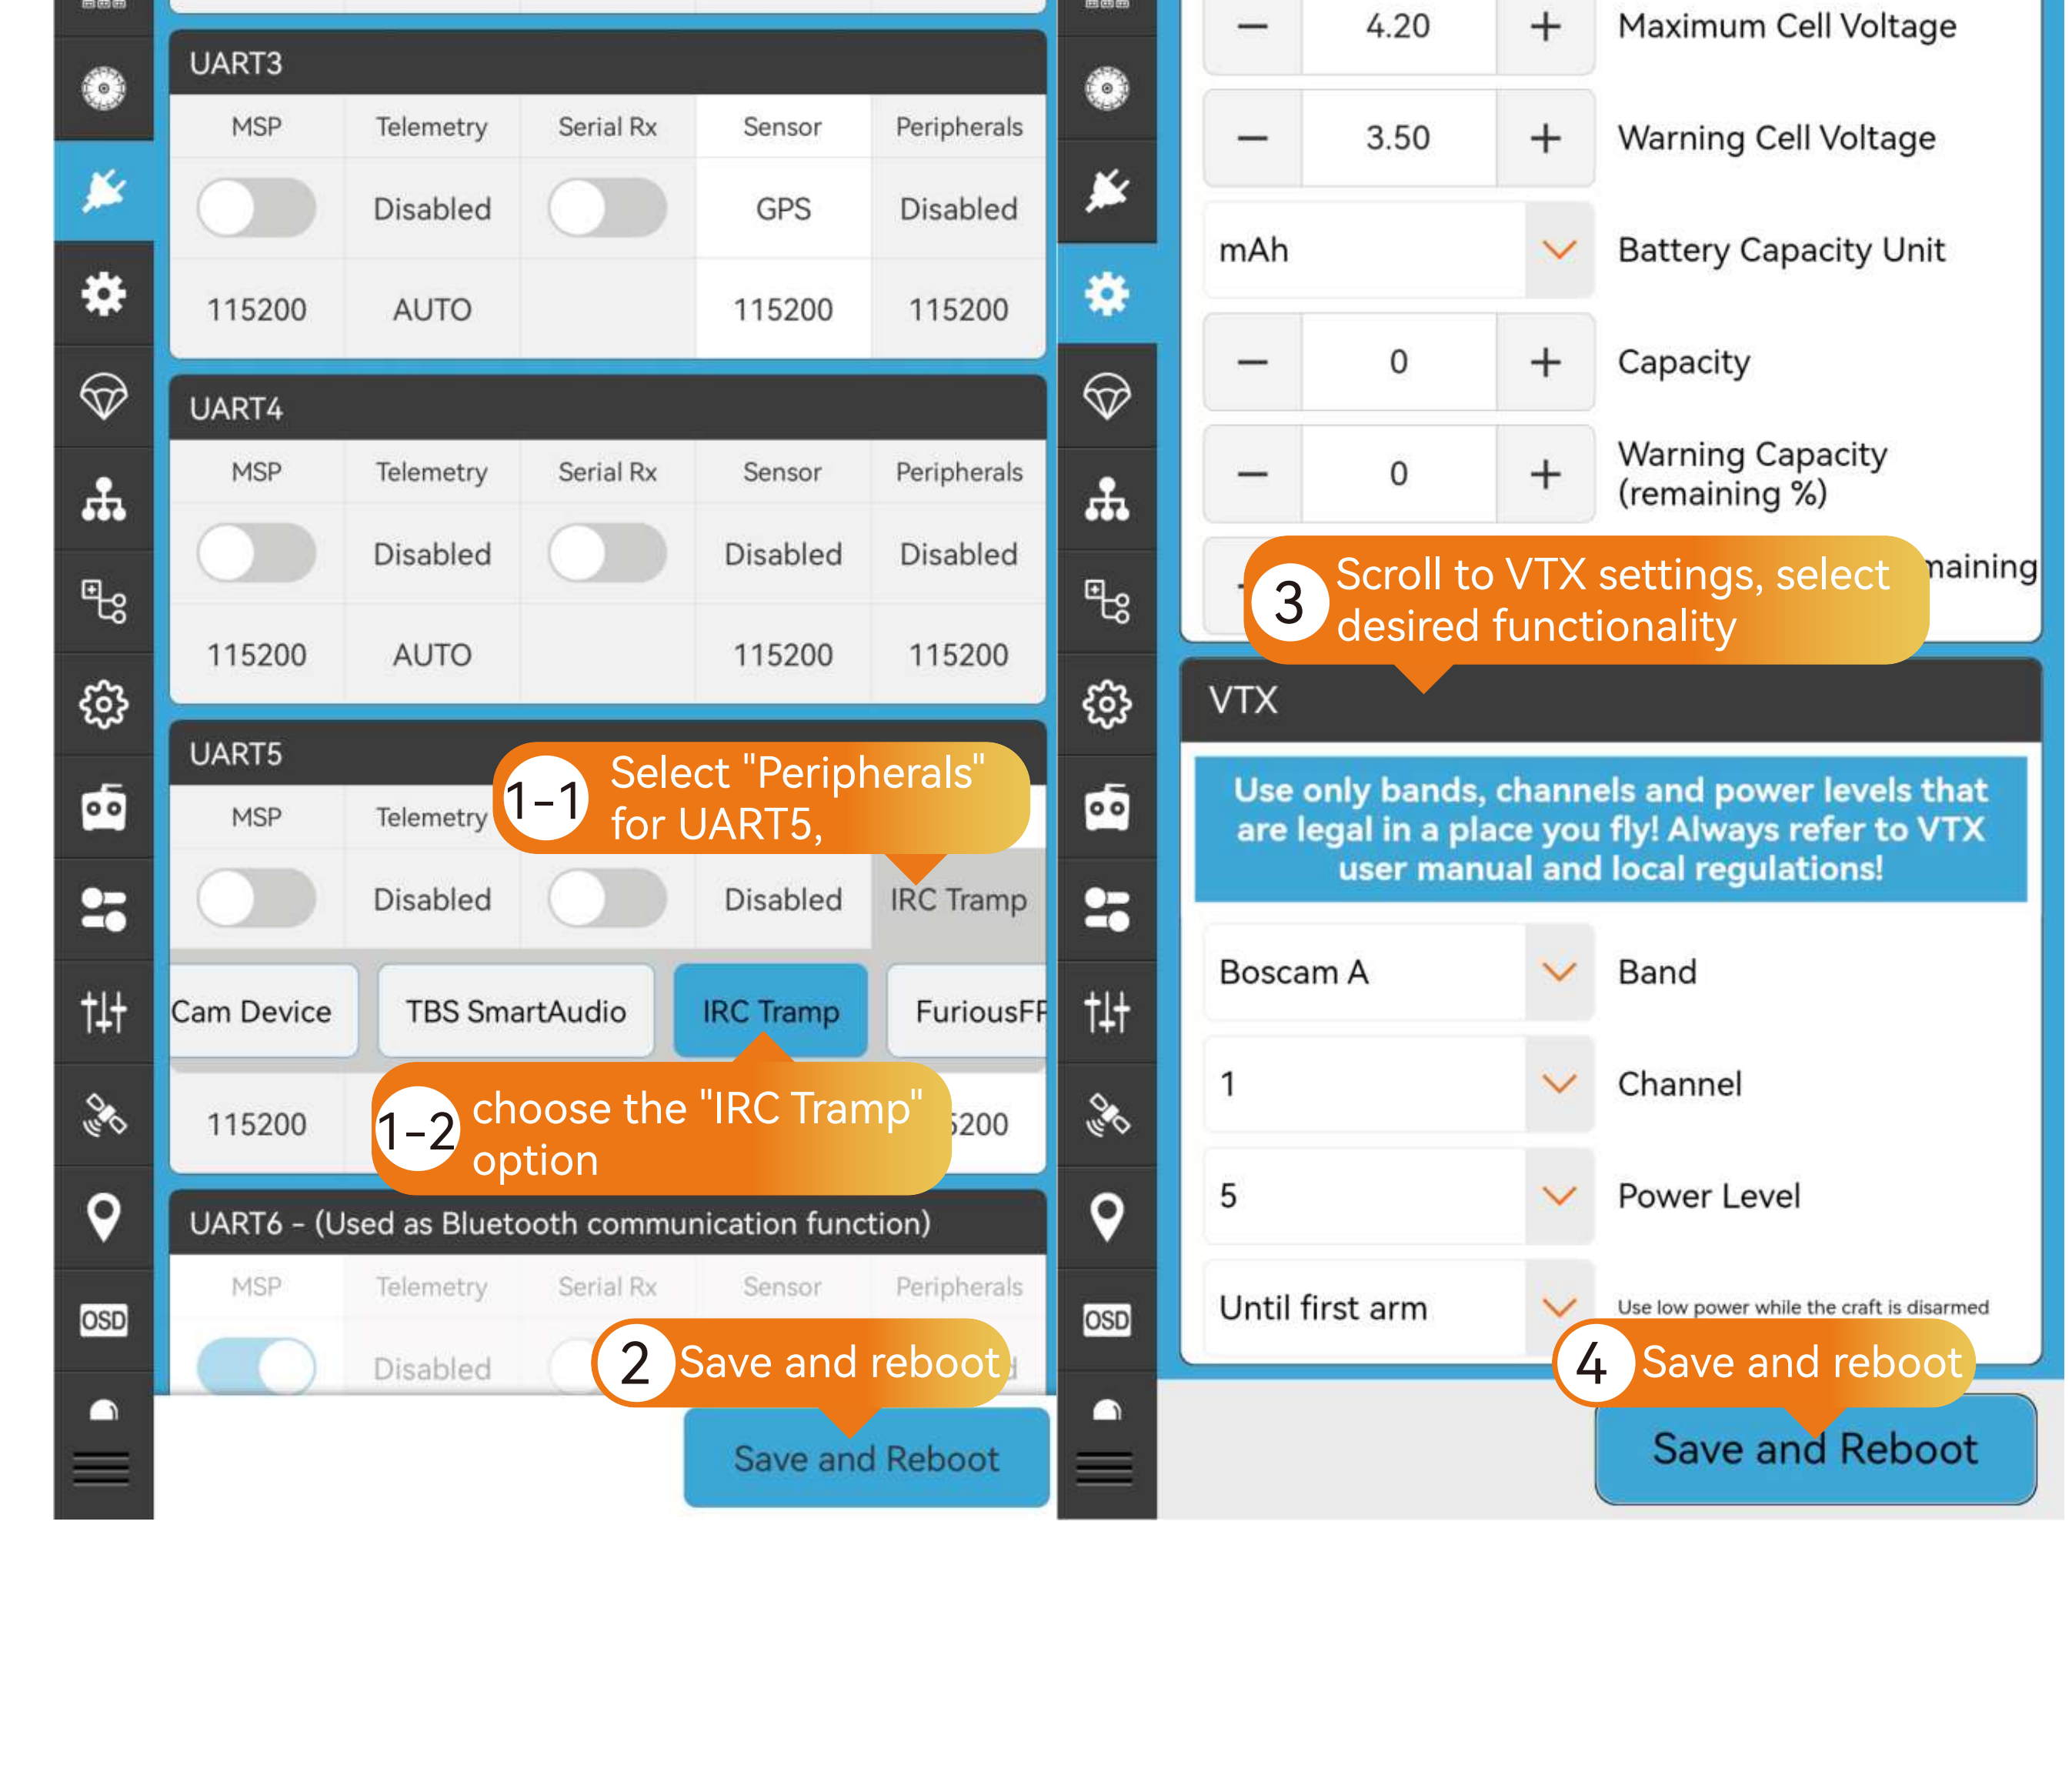 UART3
MSP Telemetry Serial Rx Sensor Peripherals
Disabled GPS Disabled
115200 AUTO 115200 115200
UART4
MSP Telemetry Serial Rx Sensor Peripherals
Disabled Disabled Disabled
115200 AUTO 115200 115200
UART5
1-1 Select "Peripherals"
for UART5,
MSP Telemetry
Disabled Disabled IRC Tramp
Cam Device TBS SmartAudio IRC Tramp FuriousFP
1-2 choose the "IRC Tramp"
option
115200 5200
UART6 - (Used as Bluetooth communication function)
MSP Telemetry Serial Rx Sensor Peripherals
Disabled
2 Save and reboot
Save and Reboot
OSD
4.20 Maximum Cell Voltage
3.50 Warning Cell Voltage
mAh Battery Capacity Unit
0 Capacity
0 Warning Capacity
(remaining %)
maining
3 Scroll to VTX settings, select
desired functionality
VTX
Use only bands, channels and power levels that
are legal in a place you fly! Always refer to VTX
user manual and local regulations!
Boscam A Band
1 Channel
5 Power Level
Until first arm Use low power while the craft is disarmed
4 Save and reboot
Save and Reboot
OSD